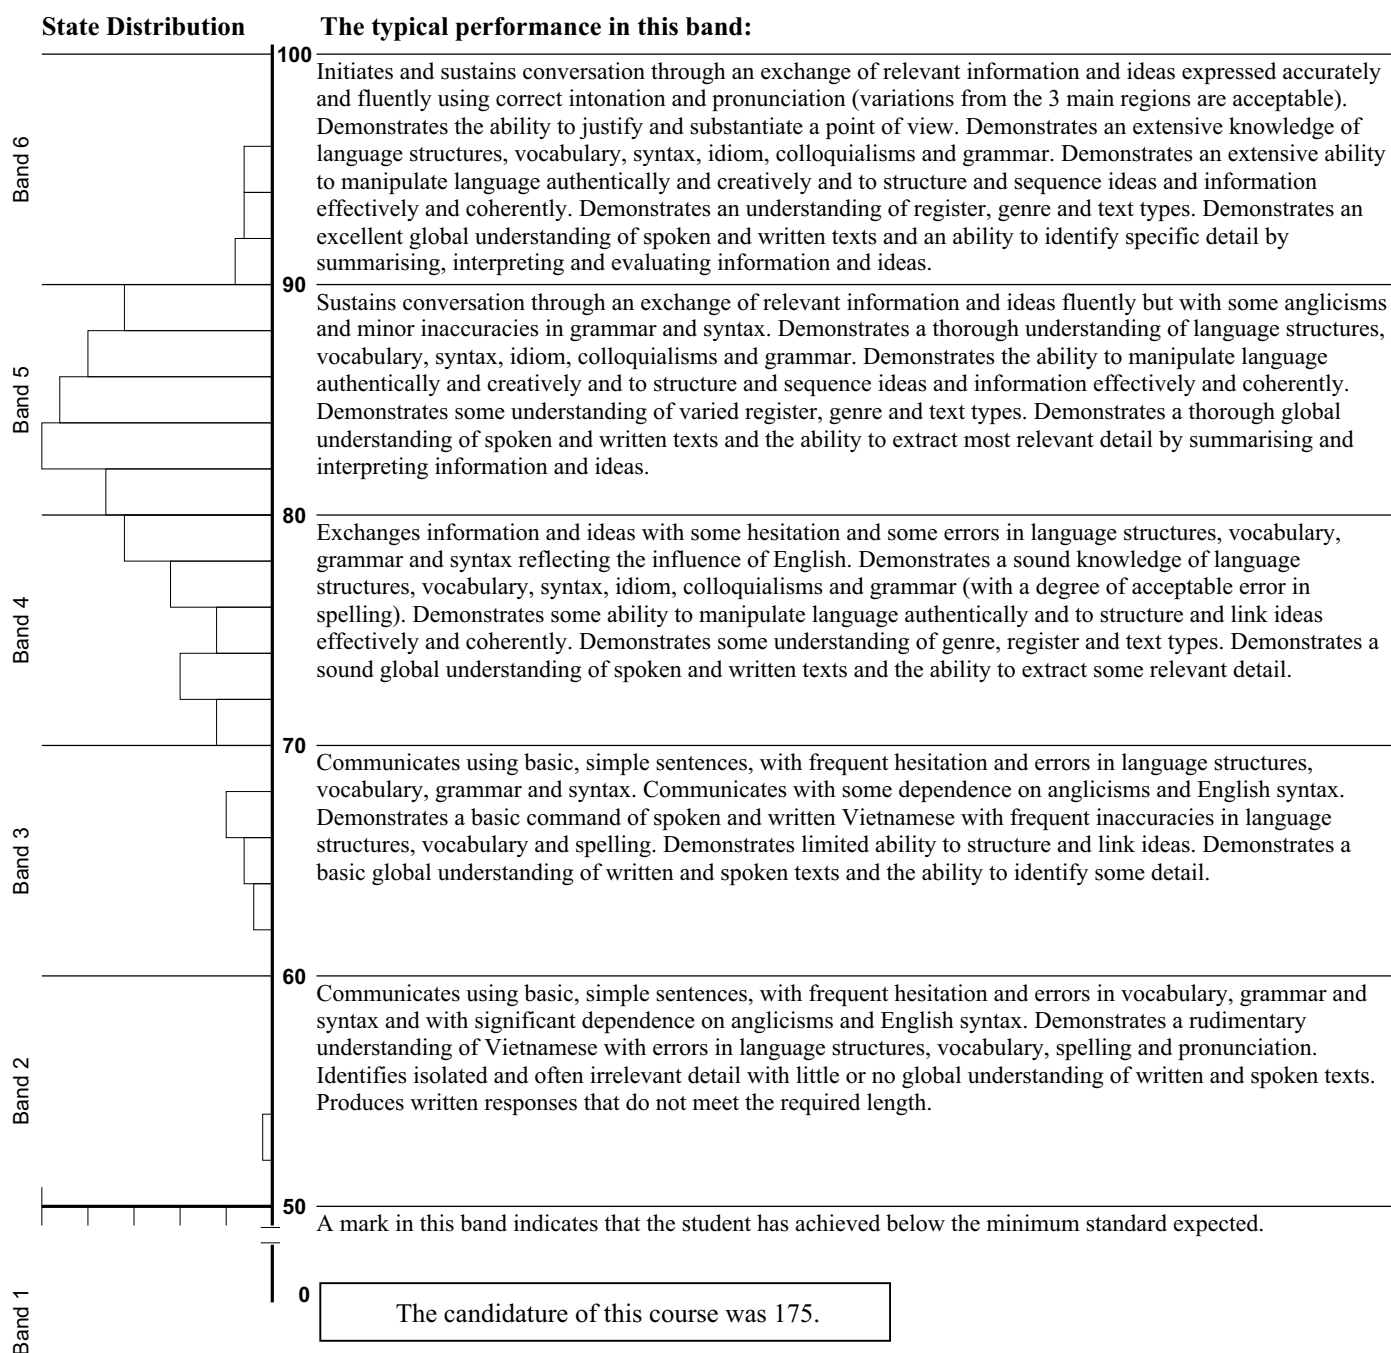 State Distribution
The typical performance in this band:
100
Band 6
Initiates and sustains conversation through an exchange of relevant information and ideas expressed accurately
and fluently using correct intonation and pronunciation (variations from the 3 main regions are acceptable).
Demonstrates the ability to justify and substantiate a point of view. Demonstrates an extensive knowledge of
language structures, vocabulary, syntax, idiom, colloquialisms and grammar. Demonstrates an extensive ability
to manipulate language authentically and creatively and to structure and sequence ideas and information
effectively and coherently. Demonstrates an understanding of register, genre and text types. Demonstrates an
excellent global understanding of spoken and written texts and an ability to identify specific detail by
summarising, interpreting and evaluating information and ideas.
90
Band 5
Sustains conversation through an exchange of relevant information and ideas fluently but with some anglicisms
and minor inaccuracies in grammar and syntax. Demonstrates a thorough understanding of language structures,
vocabulary, syntax, idiom, colloquialisms and grammar. Demonstrates the ability to manipulate language
authentically and creatively and to structure and sequence ideas and information effectively and coherently.
Demonstrates some understanding of varied register, genre and text types. Demonstrates a thorough global
understanding of spoken and written texts and the ability to extract most relevant detail by summarising and
interpreting information and ideas.
80
Band 4
Exchanges information and ideas with some hesitation and some errors in language structures, vocabulary,
grammar and syntax reflecting the influence of English. Demonstrates a sound knowledge of language
structures, vocabulary, syntax, idiom, colloquialisms and grammar (with a degree of acceptable error in
spelling). Demonstrates some ability to manipulate language authentically and to structure and link ideas
effectively and coherently. Demonstrates some understanding of genre, register and text types. Demonstrates a
sound global understanding of spoken and written texts and the ability to extract some relevant detail.
70
Band 3
Communicates using basic, simple sentences, with frequent hesitation and errors in language structures,
vocabulary, grammar and syntax. Communicates with some dependence on anglicisms and English syntax.
Demonstrates a basic command of spoken and written Vietnamese with frequent inaccuracies in language
structures, vocabulary and spelling. Demonstrates limited ability to structure and link ideas. Demonstrates a
basic global understanding of written and spoken texts and the ability to identify some detail.
60
Band 2
Communicates using basic, simple sentences, with frequent hesitation and errors in vocabulary, grammar and
syntax and with significant dependence on anglicisms and English syntax. Demonstrates a rudimentary
understanding of Vietnamese with errors in language structures, vocabulary, spelling and pronunciation.
Identifies isolated and often irrelevant detail with little or no global understanding of written and spoken texts.
Produces written responses that do not meet the required length.
50
A mark in this band indicates that the student has achieved below the minimum standard expected.
0
Band 1
The candidature of this course was 175.